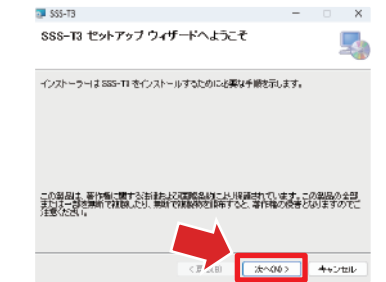 SSS-T3
SSS-T3 セットアップ ウィザードへようこそ
インストーラーは SSS-T3 をインストールするために必要な手順を示します。
この製品は、著作権に関する法律および国際条約により保護されています。この製品の全部
または一部を無断で複製したり、無断で複製物を頒布すると、著作権の侵害となりますのでご
注意ください。
次へ(N) >
キャンセル